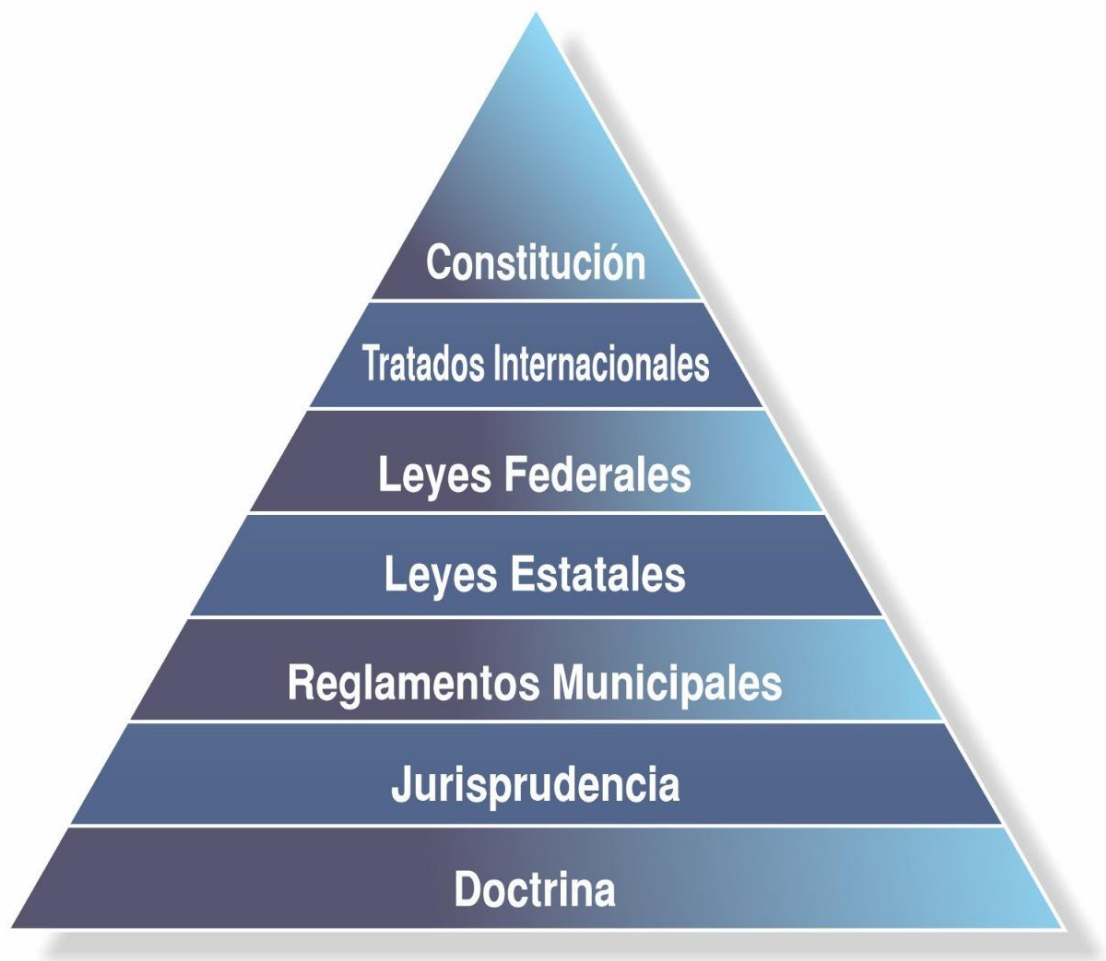 Constitución
Tratados Internacionales
Leyes Federales
Leyes Estatales
Reglamentos Municipales
Jurisprudencia
Doctrina